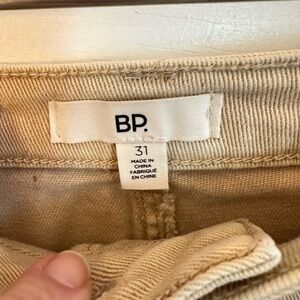 BP.
31
MADE IN
CHINA
FABRIQUÉ
EN CHINE